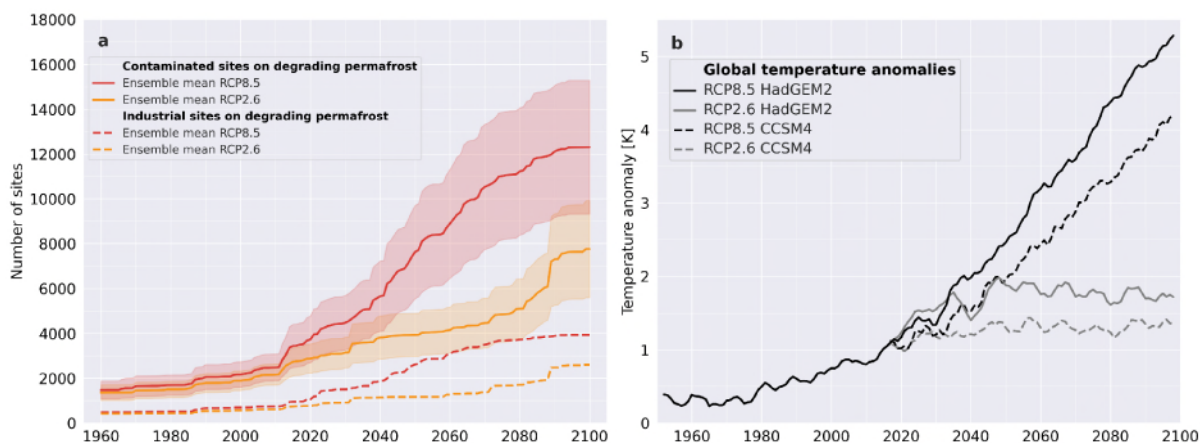 a
Contaminated sites on degrading permafrost
Ensemble mean RCP8.5
Ensemble mean RCP2.6
Industrial sites on degrading permafrost
Ensemble mean RCP8.5
Ensemble mean RCP2.6
Number of sites
18000
16000
14000
12000
10000
8000
6000
4000
2000
0
1960 1980 2000 2020 2040 2060 2080 2100
b
Global temperature anomalies
RCP8.5 HadGEM2
RCP2.6 HadGEM2
RCP8.5 CCSM4
RCP2.6 CCSM4
Temperature anomaly [K]
5
4
3
2
1
0
1960 1980 2000 2020 2040 2060 2080 2100